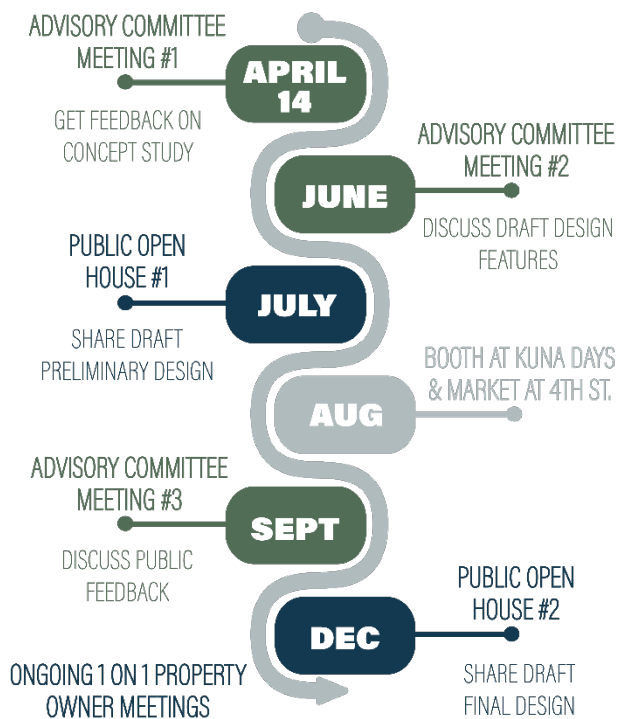 ADVISORY COMMITTEE
MEETING #1
APRIL
14
GET FEEDBACK ON
CONCEPT STUDY
ADVISORY COMMITTEE
MEETING #2
JUNE
DISCUSS DRAFT DESIGN
FEATURES
PUBLIC OPEN
HOUSE #1
JULY
SHARE DRAFT
PRELIMINARY DESIGN
BOOTH AT KUNA DAYS
& MARKET AT 4TH ST.
AUG
ADVISORY COMMITTEE
MEETING #3
SEPT
DISCUSS PUBLIC
FEEDBACK
PUBLIC OPEN
HOUSE #2
DEC
SHARE DRAFT
FINAL DESIGN
ONGOING 1 ON 1 PROPERTY
OWNER MEETINGS